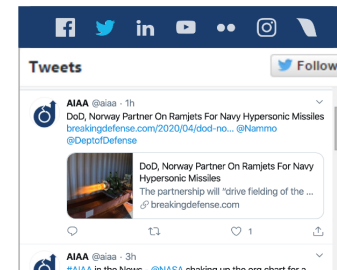 Tweets
Follow
AIAA @aiaa · 1h
DoD, Norway Partner On Ramjets For Navy Hypersonic Missiles
breakingdefense.com/2020/04/dod-no... @Nammo
@DeptofDefense
DoD, Norway Partner On Ramjets For Navy
Hypersonic Missiles
The partnership will "drive fielding of the ...
breakingdefense.com
1
AIAA @aiaa · 3h
#AIAA in the News... @NASA shaking up the org chart for a